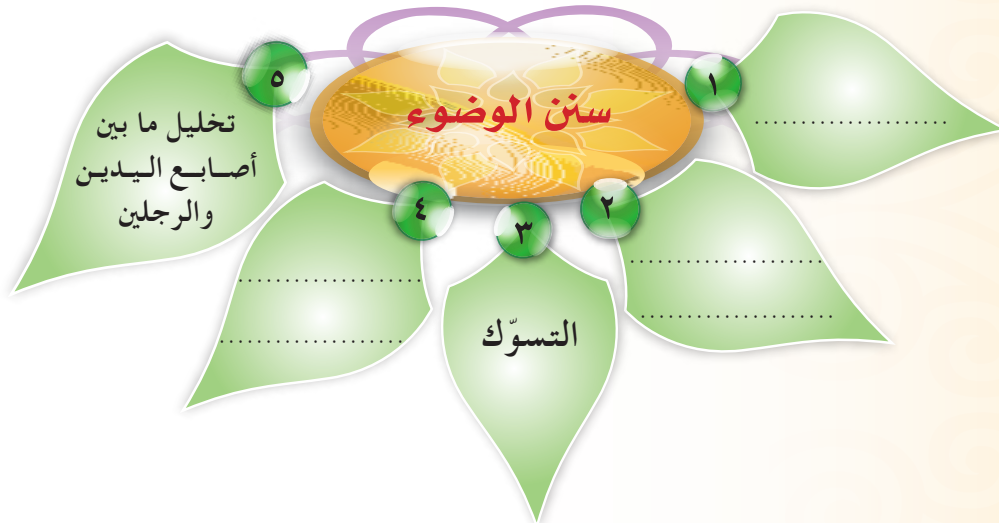 سنن الوضوء
١
....................
٢
....................
....................
٣
التسوّك
٤
....................
....................
٥
تخليل ما بين
أصابع اليدين
والرجلين